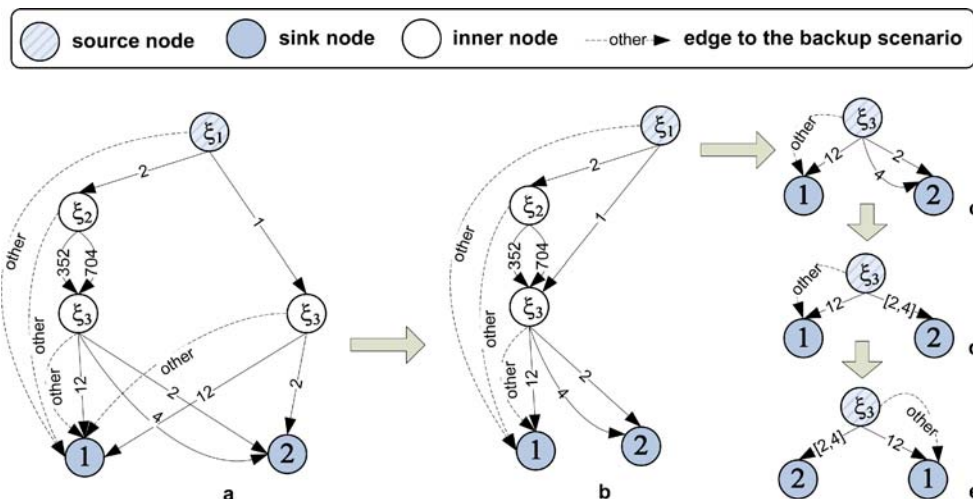 source node sink node inner node other edge to the backup scenario
ξ1
2
1
other
ξ2
352 704
ξ3
ξ3
other
other
other
12
2
12
2
4
1
2
a
ξ1
2
1
other
ξ2
352 704
ξ3
other
other
12
4
2
1
2
b
ξ3
other
12
4
2
1
2
ξ3
other
12
[2,4]
1
2
ξ3
other
[2,4]
12
2
1